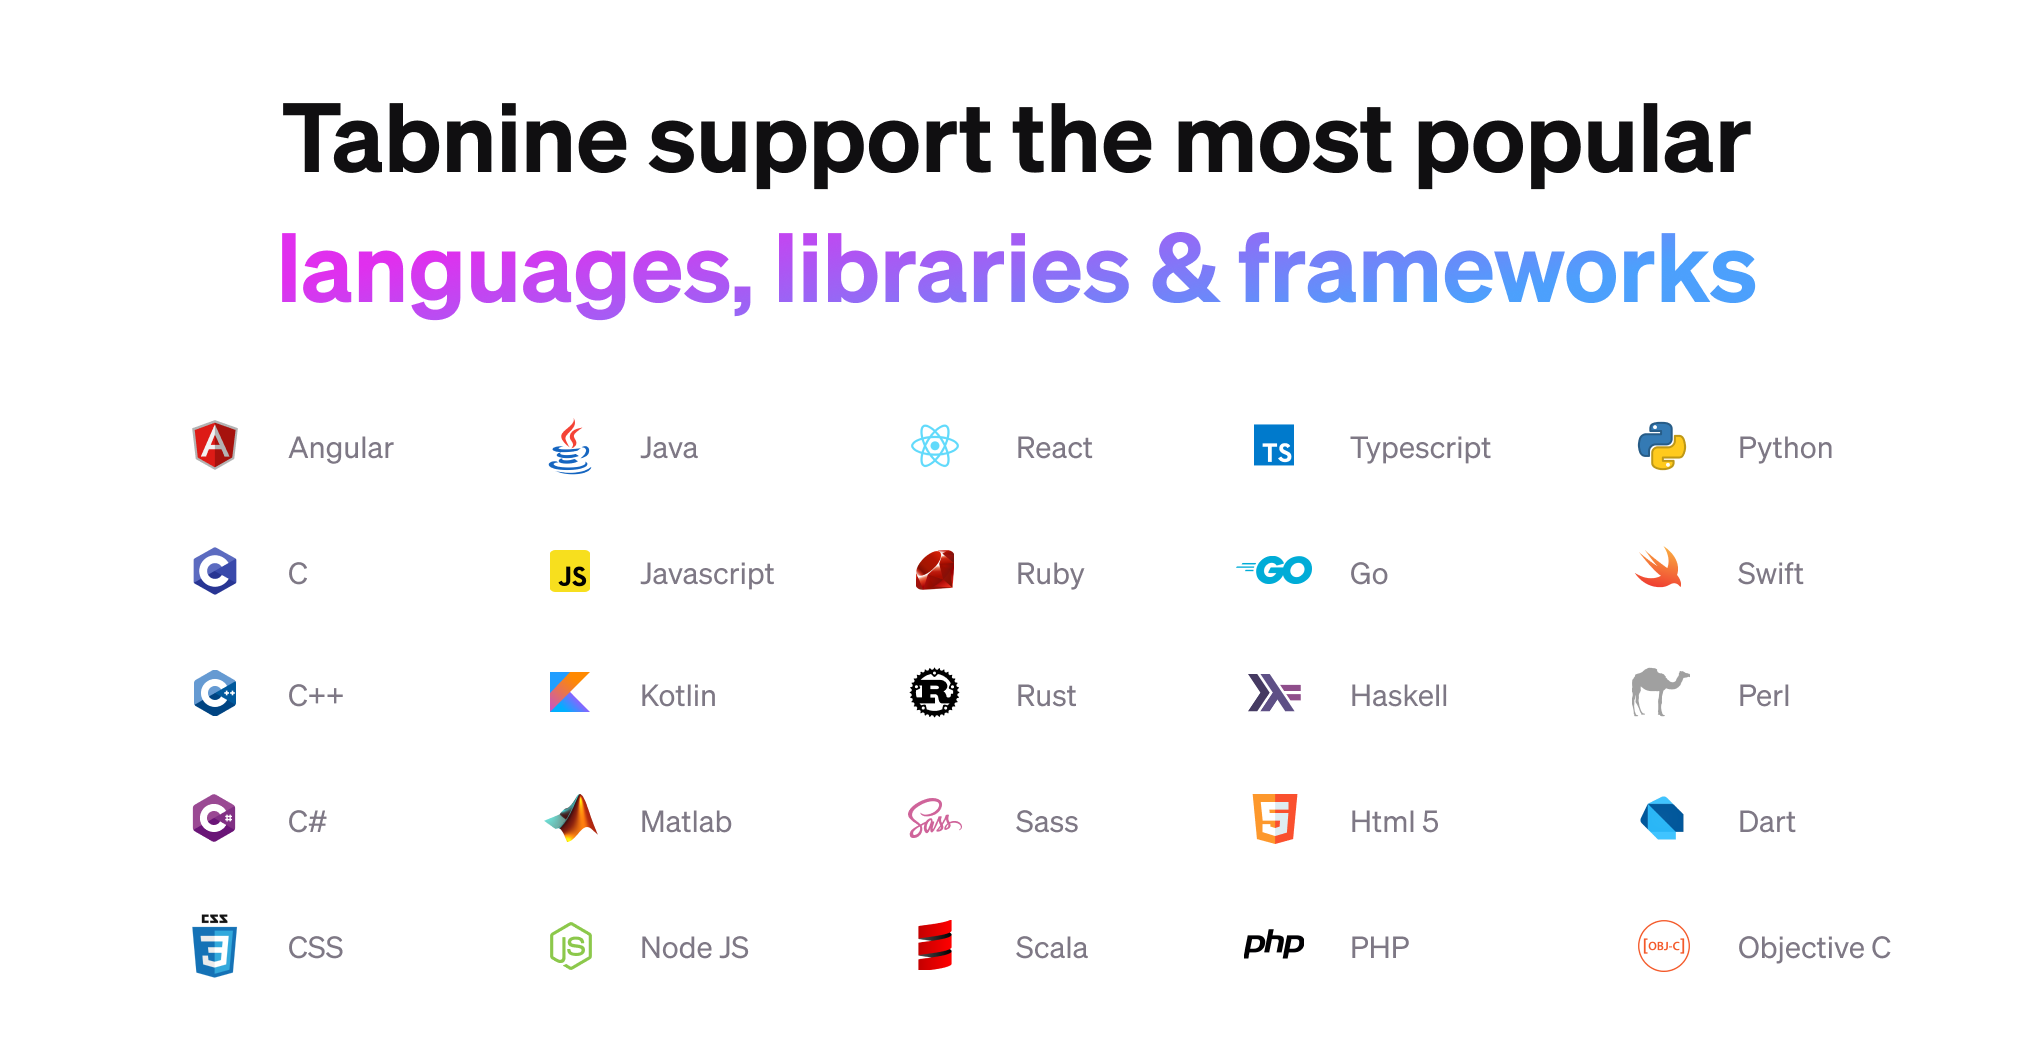 Tabnine support the most popular
languages, libraries & frameworks
Angular
Java
React
TS Typescript
Python
C C
JS Javascript
Ruby
GO Go
Swift
C++ C++
Kotlin
R Rust
Haskell
Perl
C# C#
Matlab
Sass Sass
5 Html 5
Dart
CSS 3 CSS
JS Node JS
Scala
php PHP
[OBJ-C] Objective C